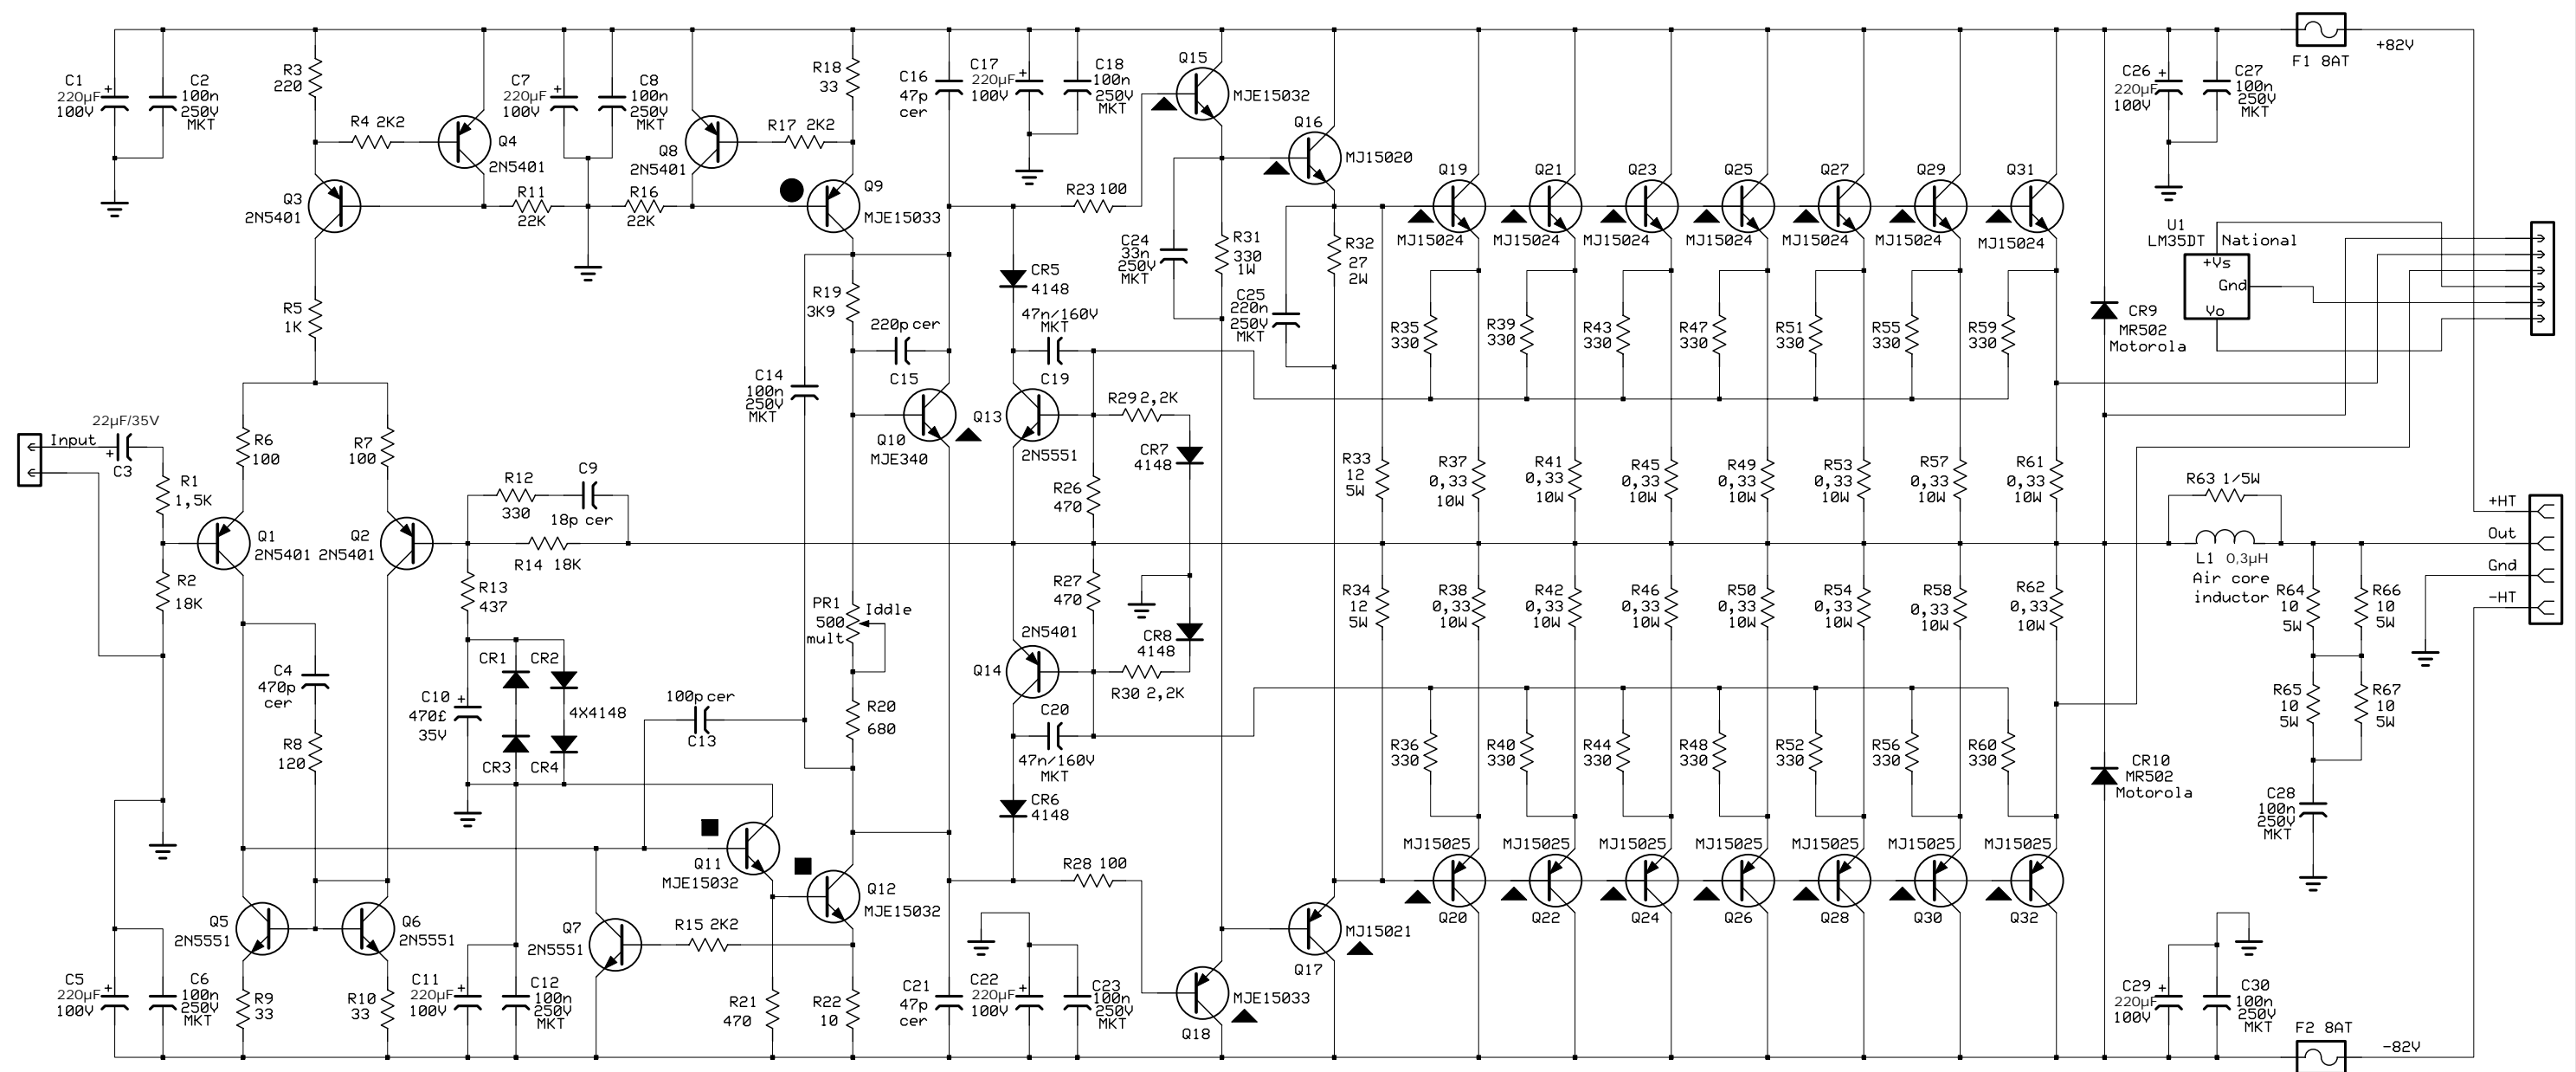 C1
220µF
100V
C2
100n
250V
MKT
R3
220
R4 2K2
Q4
2N5401
C7
220µF
100V
C8
100n
250V
MKT
Q8
2N5401
R17 2K2
R18
33
C16
47p
cer
C17
220µF
100V
C18
100n
250V
MKT
Q15
MJE15032
Q16
MJ15020
C26
220µF
100V
C27
100n
250V
MKT
F1 8AT
+82V
Q3
2N5401
R11
22K
R16
22K
Q9
MJE15033
R23 100
C24
33n
250V
MKT
R31
330
1W
R32
27
2W
C25
220n
250V
MKT
Q19
MJ15024
Q21
MJ15024
Q23
MJ15024
Q25
MJ15024
Q27
MJ15024
Q29
MJ15024
Q31
MJ15024
U1
LM35DT National
+Vs
Gnd
Vo
CR9
MR502
Motorola
R5
1K
R19
3K9
220p cer
C15
CR5
4148
47n/160V
MKT
C19
R35
330
R39
330
R43
330
R47
330
R51
330
R55
330
R59
330
C14
100n
250V
MKT
Q10
MJE340
Q13
2N5551
R29 2,2K
CR7
4148
22µF/35V
Input
C3
R1
1,5K
R6
100
R7
100
R12
330
C9
18p cer
R26
470
R33
12
5W
R37
0,33
10W
R41
0,33
10W
R45
0,33
10W
R49
0,33
10W
R53
0,33
10W
R57
0,33
10W
R61
0,33
10W
R63 1/5W
+HT
Out
Gnd
-HT
Q1
2N5401
Q2
2N5401
R14 18K
L1 0,3µH
Air core
inductor
R2
18K
R13
437
PR1
500
mult
Iddle
R27
470
R34
12
5W
R38
0,33
10W
R42
0,33
10W
R46
0,33
10W
R50
0,33
10W
R54
0,33
10W
R58
0,33
10W
R62
0,33
10W
R64
10
5W
R66
10
5W
2N5401
Q14
CR8
4148
R30 2,2K
C4
470p
cer
CR1
CR2
C10
470£
35V
4X4148
CR3
CR4
R8
120
100p cer
C13
R20
680
C20
47n/160V
MKT
CR6
4148
R36
330
R40
330
R44
330
R48
330
R52
330
R56
330
R60
330
R65
10
5W
R67
10
5W
CR10
MR502
Motorola
C28
100n
250V
MKT
Q11
MJE15032
Q12
MJE15032
R28 100
MJ15025
Q20
MJ15025
Q22
MJ15025
Q24
MJ15025
Q26
MJ15025
Q28
MJ15025
Q30
MJ15025
Q32
Q5
2N5551
Q6
2N5551
Q7
2N5551
R15 2K2
MJ15021
Q17
MJE15033
Q18
C5
220µF
100V
C6
100n
250V
MKT
R9
33
R10
33
C11
220µF
100V
C12
100n
250V
MKT
R21
470
R22
10
C21
47p
cer
C22
220µF
100V
C23
100n
250V
MKT
C29
220µF
100V
C30
100n
250V
MKT
F2 8AT
-82V